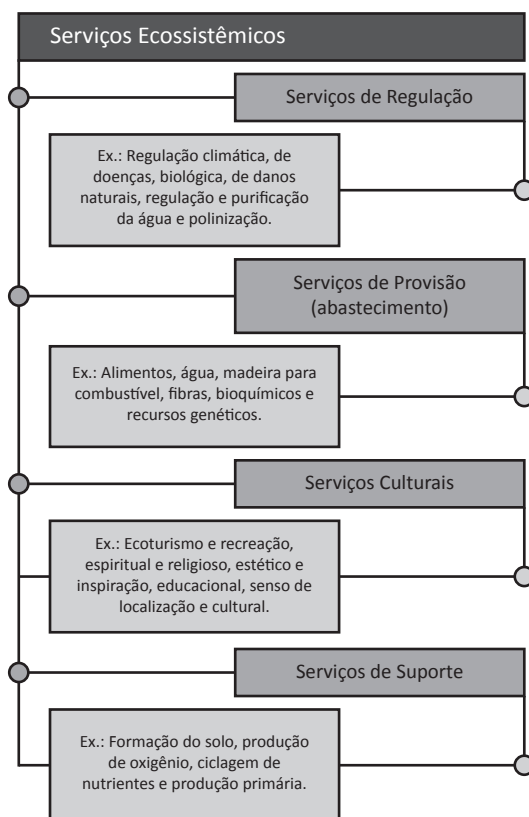 Serviços Ecossistêmicos
Serviços de Regulação
Ex.: Regulação climática, de
doenças, biológica, de danos
naturais, regulação e purificação
da água e polinização.
Serviços de Provisão
(abastecimento)
Ex.: Alimentos, água, madeira para
combustível, fibras, bioquímicos e
recursos genéticos.
Serviços Culturais
Ex.: Ecoturismo e recreação,
espiritual e religioso, estético e
inspiração, educacional, senso de
localização e cultural.
Serviços de Suporte
Ex.: Formação do solo, produção
de oxigênio, ciclagem de
nutrientes e produção primária.